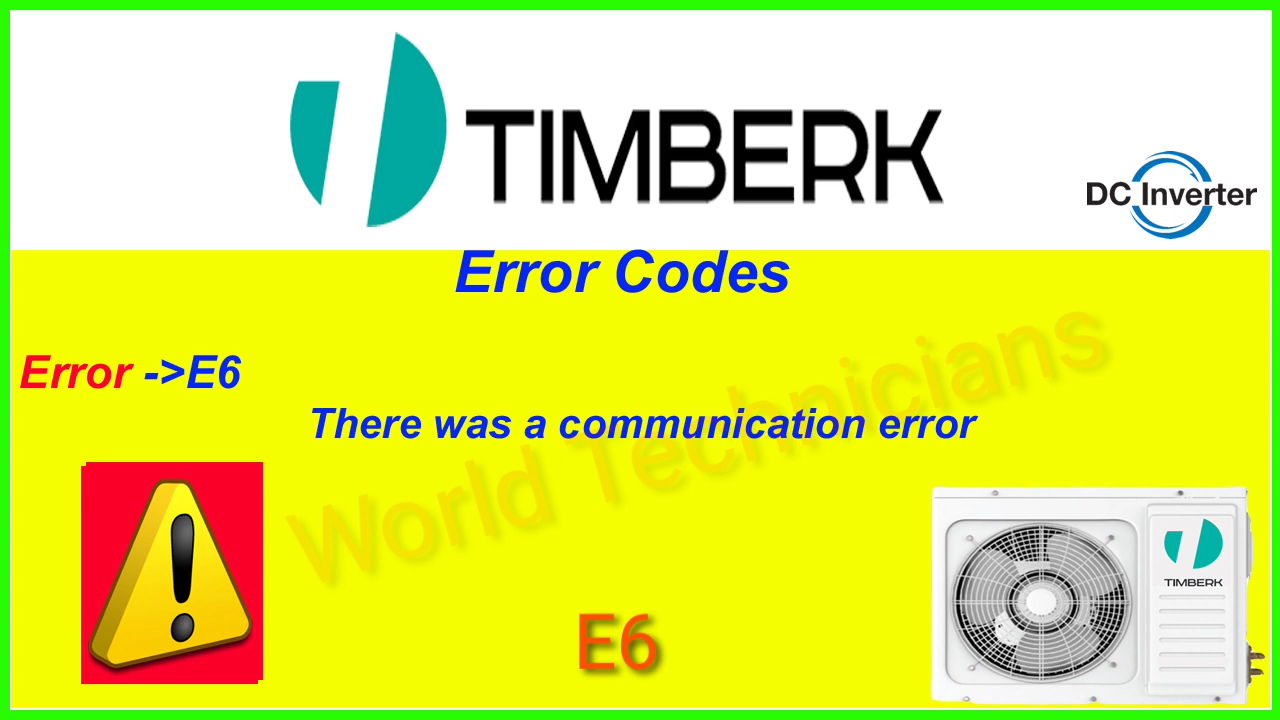 TIMBERK
DC Inverter
Error Codes
Error ->E6
There was a communication error
World Technicians
TIMBERK
E6